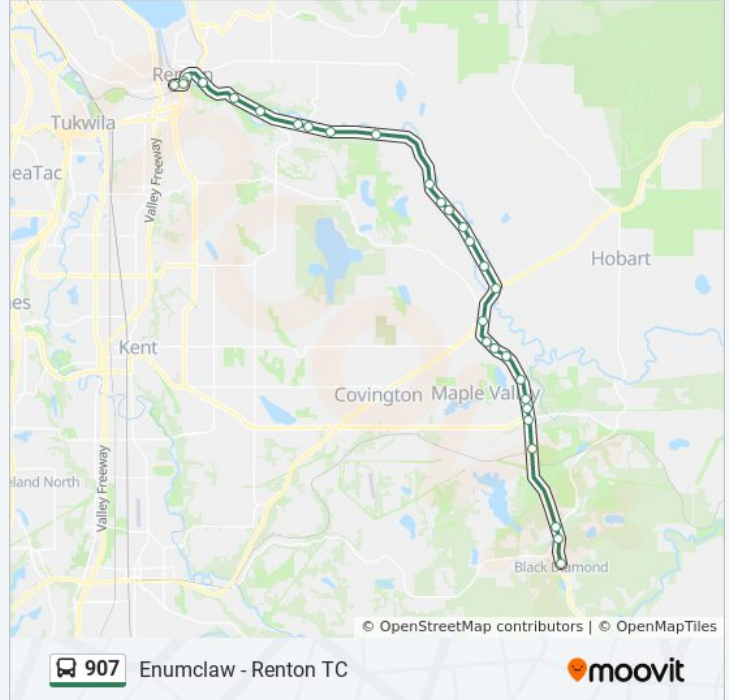 Renton
Tukwila
eaTac
Valley Freeway
Hobart
es
Kent
Covington
Maple Valley
eland North
Valley Freeway
Black Diamond
© OpenStreetMap contributors | © OpenMapTiles
907 Enumclaw - Renton TC
moovit